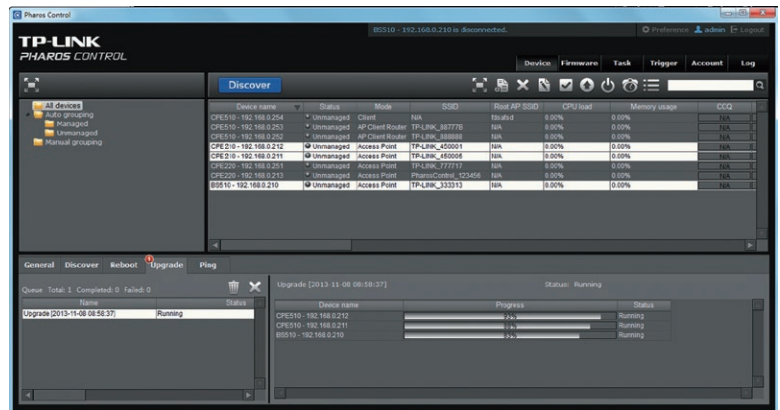 Pharos Control
TP-LINK
PHAROS CONTROL
BS510 - 192.168.0.210 is disconnected.
Preference admin Logout
Device Firmware Task Trigger Account Log
Discover
All devices
Auto grouping
Managed
Unmanaged
Manual grouping
Device name Status Mode SSID Root AP SSID CPU load Memory usage CCQ
CPE510 - 192.168.0.254 Unmanaged Client N/A 0.00% 0.00% N/A
CPE510 - 192.168.0.253 Unmanaged AP Client Router TP-LINK_887778 N/A 0.00% 0.00% N/A
CPE510 - 192.168.0.252 Unmanaged AP Client Router TP-LINK_888888 N/A 0.00% 0.00% N/A
CPE210 - 192.168.0.212 Unmanaged Access Point TP-LINK_450001 N/A 0.00% 0.00% N/A
CPE210 - 192.168.0.211 Unmanaged Access Point N/A 0.00% 0.00% N/A
CPE220 - 192.168.0.251 Unmanaged Access Point TP-LINK_777717 N/A 0.00% 0.00% N/A
CPE220 - 192.168.0.213 Unmanaged Access Point PharosControl_123456 N/A 0.00% 0.00% N/A
BS510 - 192.168.0.210 Unmanaged Access Point TP-LINK_333313 N/A 0.00% 0.00% N/A
General Discover Reboot Upgrade Ping
Queue Total: 1 Completed: 0 Failed: 0
Name Status
Upgrade [2013-11-08 08:58:37] Running
Upgrade [2013-11-08 08:58:37] Status: Running
Device name Progress Status
CPE510 - 192.168.0.212 93% Running
CPE510 - 192.168.0.211 Running
BS510 - 192.168.0.210 83% Running